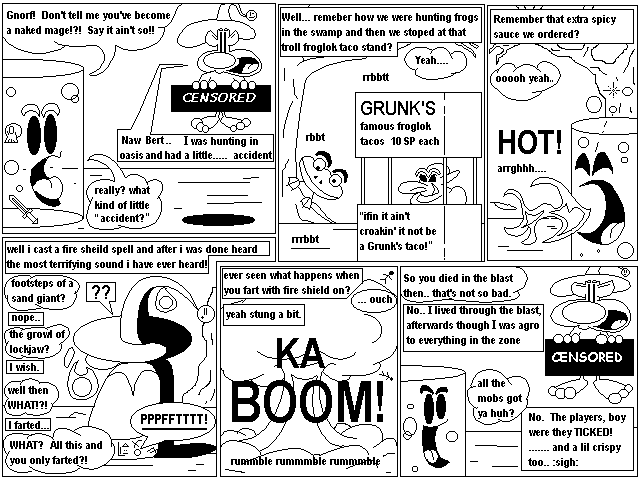 Gnorf! Don't tell me you've become
a naked mage!?! Say it ain't so!!
CENSORED
Naw Bert.. I was hunting in
oasis and had a little..... accident
really? what
kind of little
"accident?"
Well... remeber how we were hunting frogs
in the swamp and then we stoped at that
troll froglok taco stand?
Yeah....
rrbbtt
GRUNK'S
famous froglok
tacos 10 SP each
rbbt
"ifin it ain't
croakin' it not be
a Grunk's taco!"
rrrbt
Remember that extra spicy
sauce we ordered?
ooooh yeah..
HOT!
arrghhh....
well i cast a fire sheild spell and after i was done heard
the most terrifying sound i have ever heard!
footsteps of a
sand giant?
??
nope..
the growl of
lockjaw?
I wish.
well then
WHAT?!
I farted...
PPPFFTTTT!
WHAT? All this and
you only farted?!
ever seen what happens when
you fart with fire shield on?
... ouch
yeah stung a bit.
KA
BOOM!
rummble rummmble rummmble
So you died in the blast
then.. that's not so bad.
No.. I lived through the blast,
afterwards though I was agro
to everything in the zone
CENSORED
all the
mobs got
ya huh?
No. The players, boy
were they TICKED!
....... and a lil crispy
too.. :sigh: